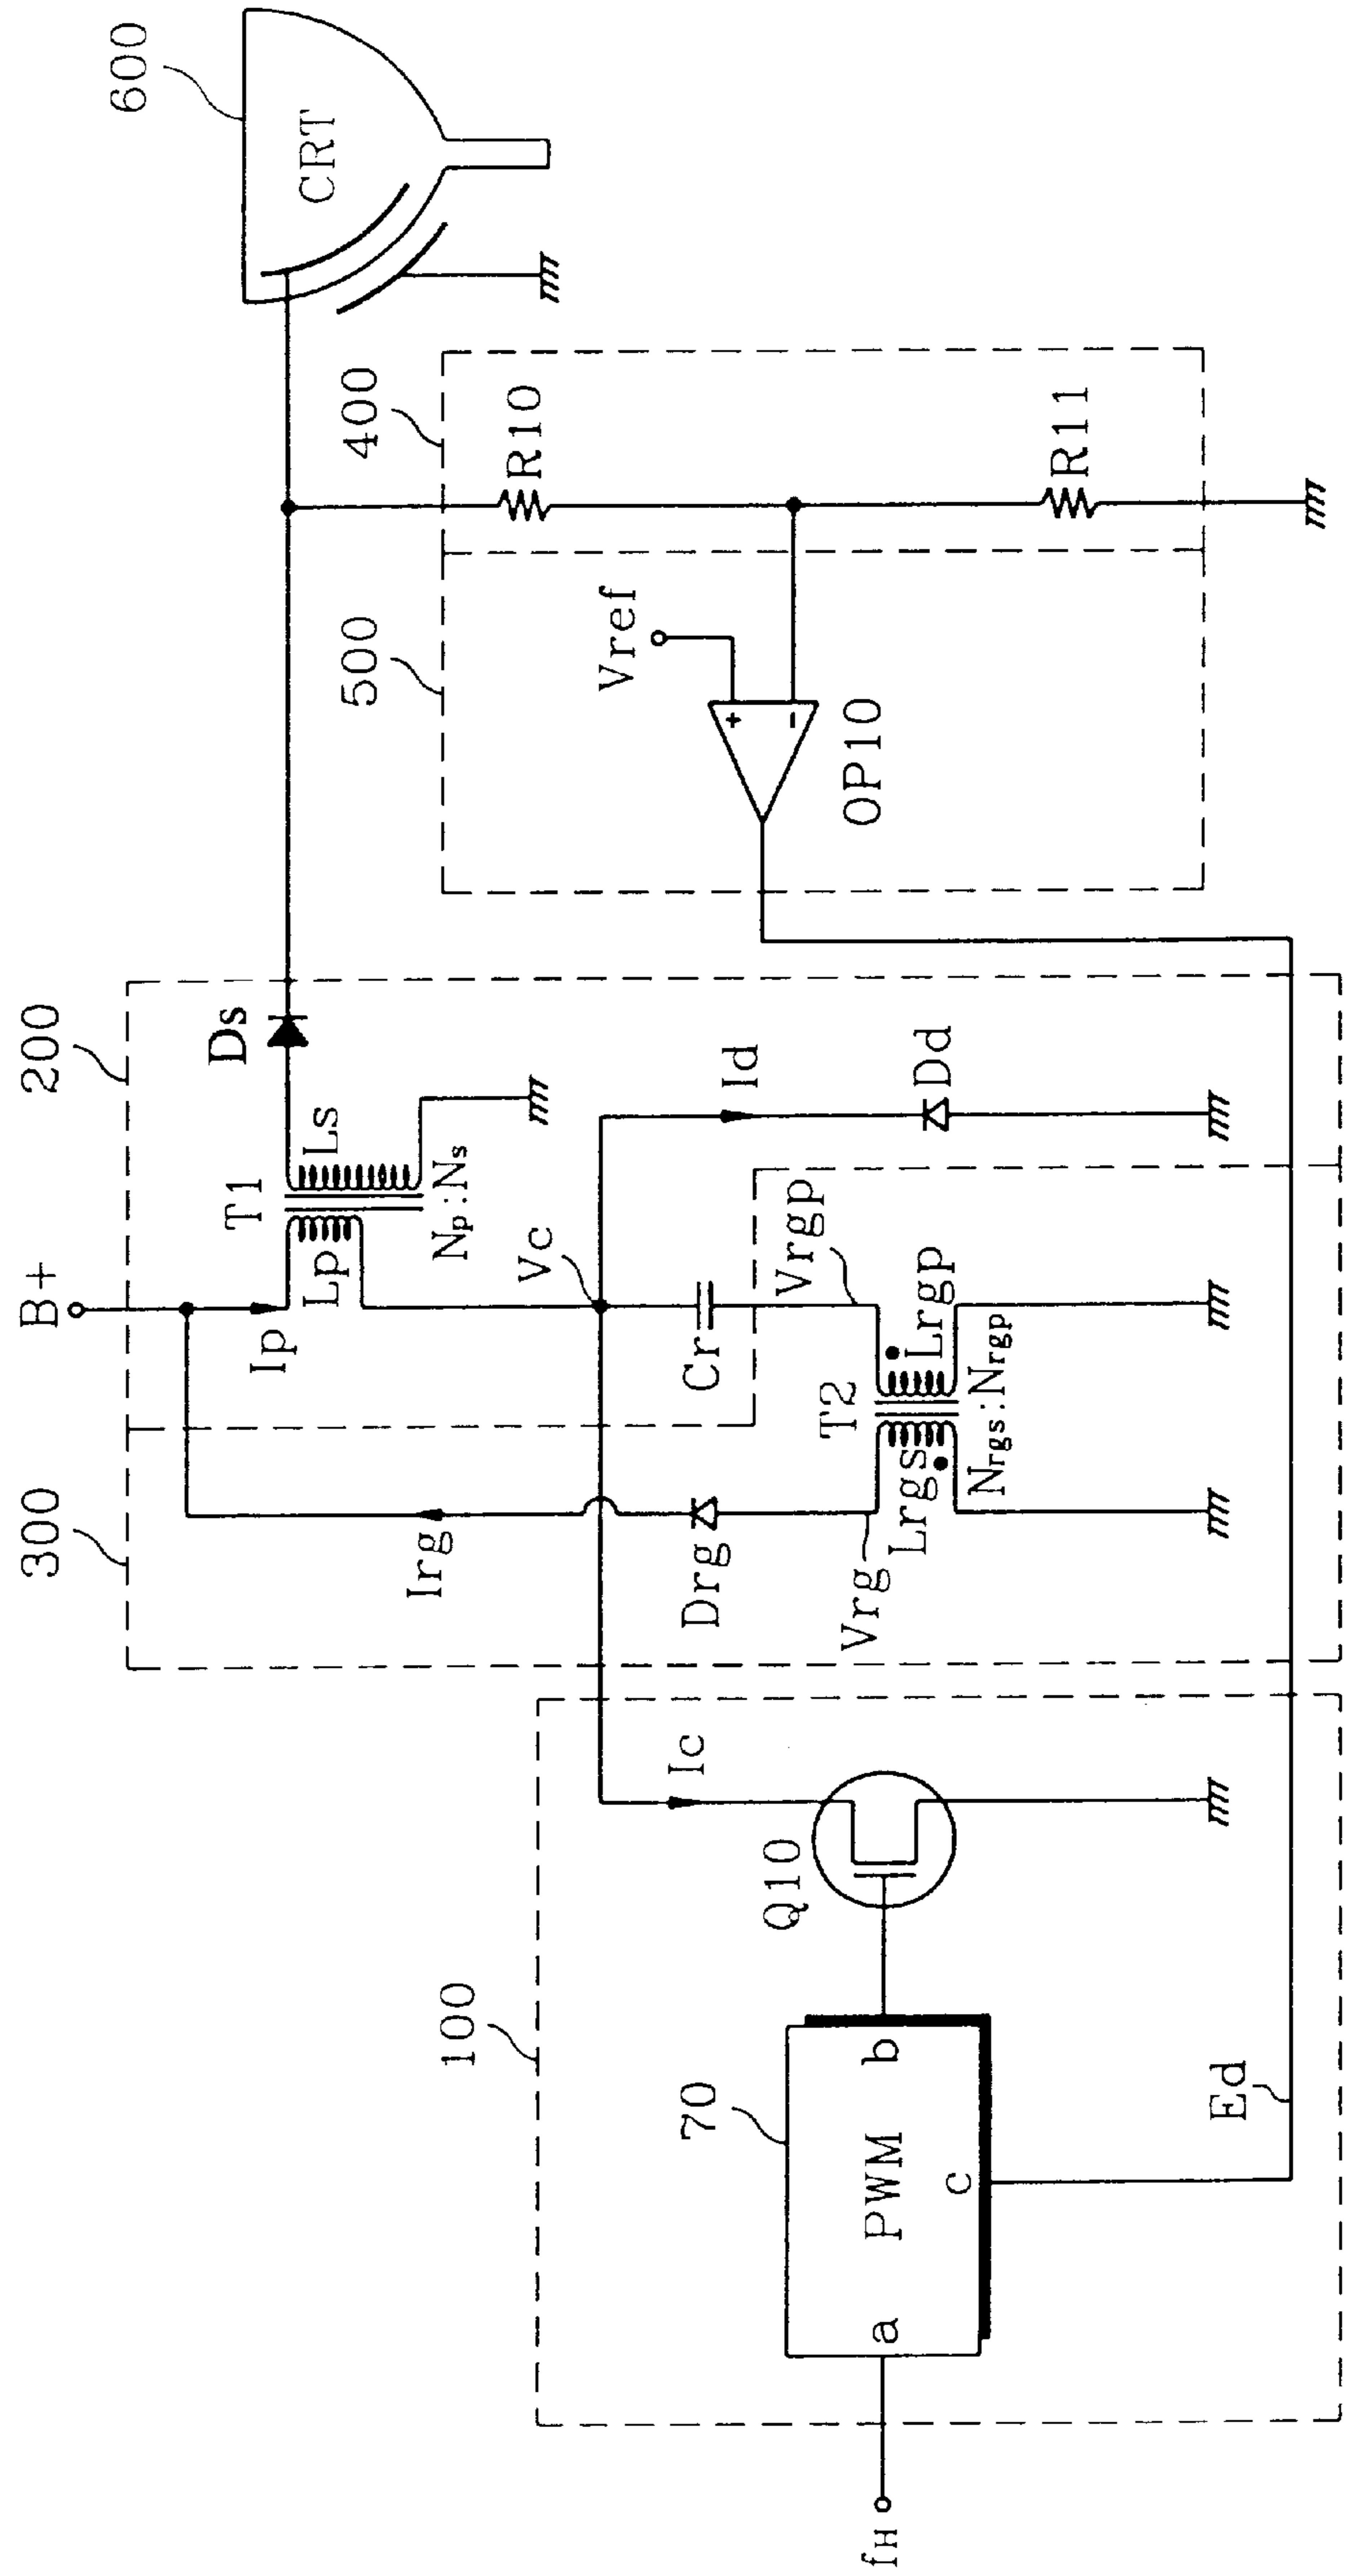 B+
300
200
600
CRT
T1
Ds
Ip
Lp
Ls
Np:Ns
400
500
R10
Vref
Vc
Irg
Cr
Id
100
Ic
Drg
Vrgp
T2
Dd
+
-
OP10
R11
Q10
Vrg
Lrgs
Lrgp
Nrgs:Nrgp
70
fH
a
PWM
b
c
Ed